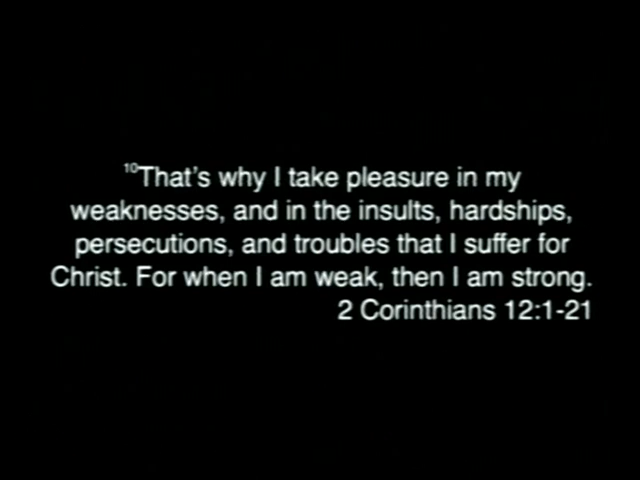 ¹⁰That's why I take pleasure in my
weaknesses, and in the insults, hardships,
persecutions, and troubles that I suffer for
Christ. For when I am weak, then I am strong.
2 Corinthians 12:1-21